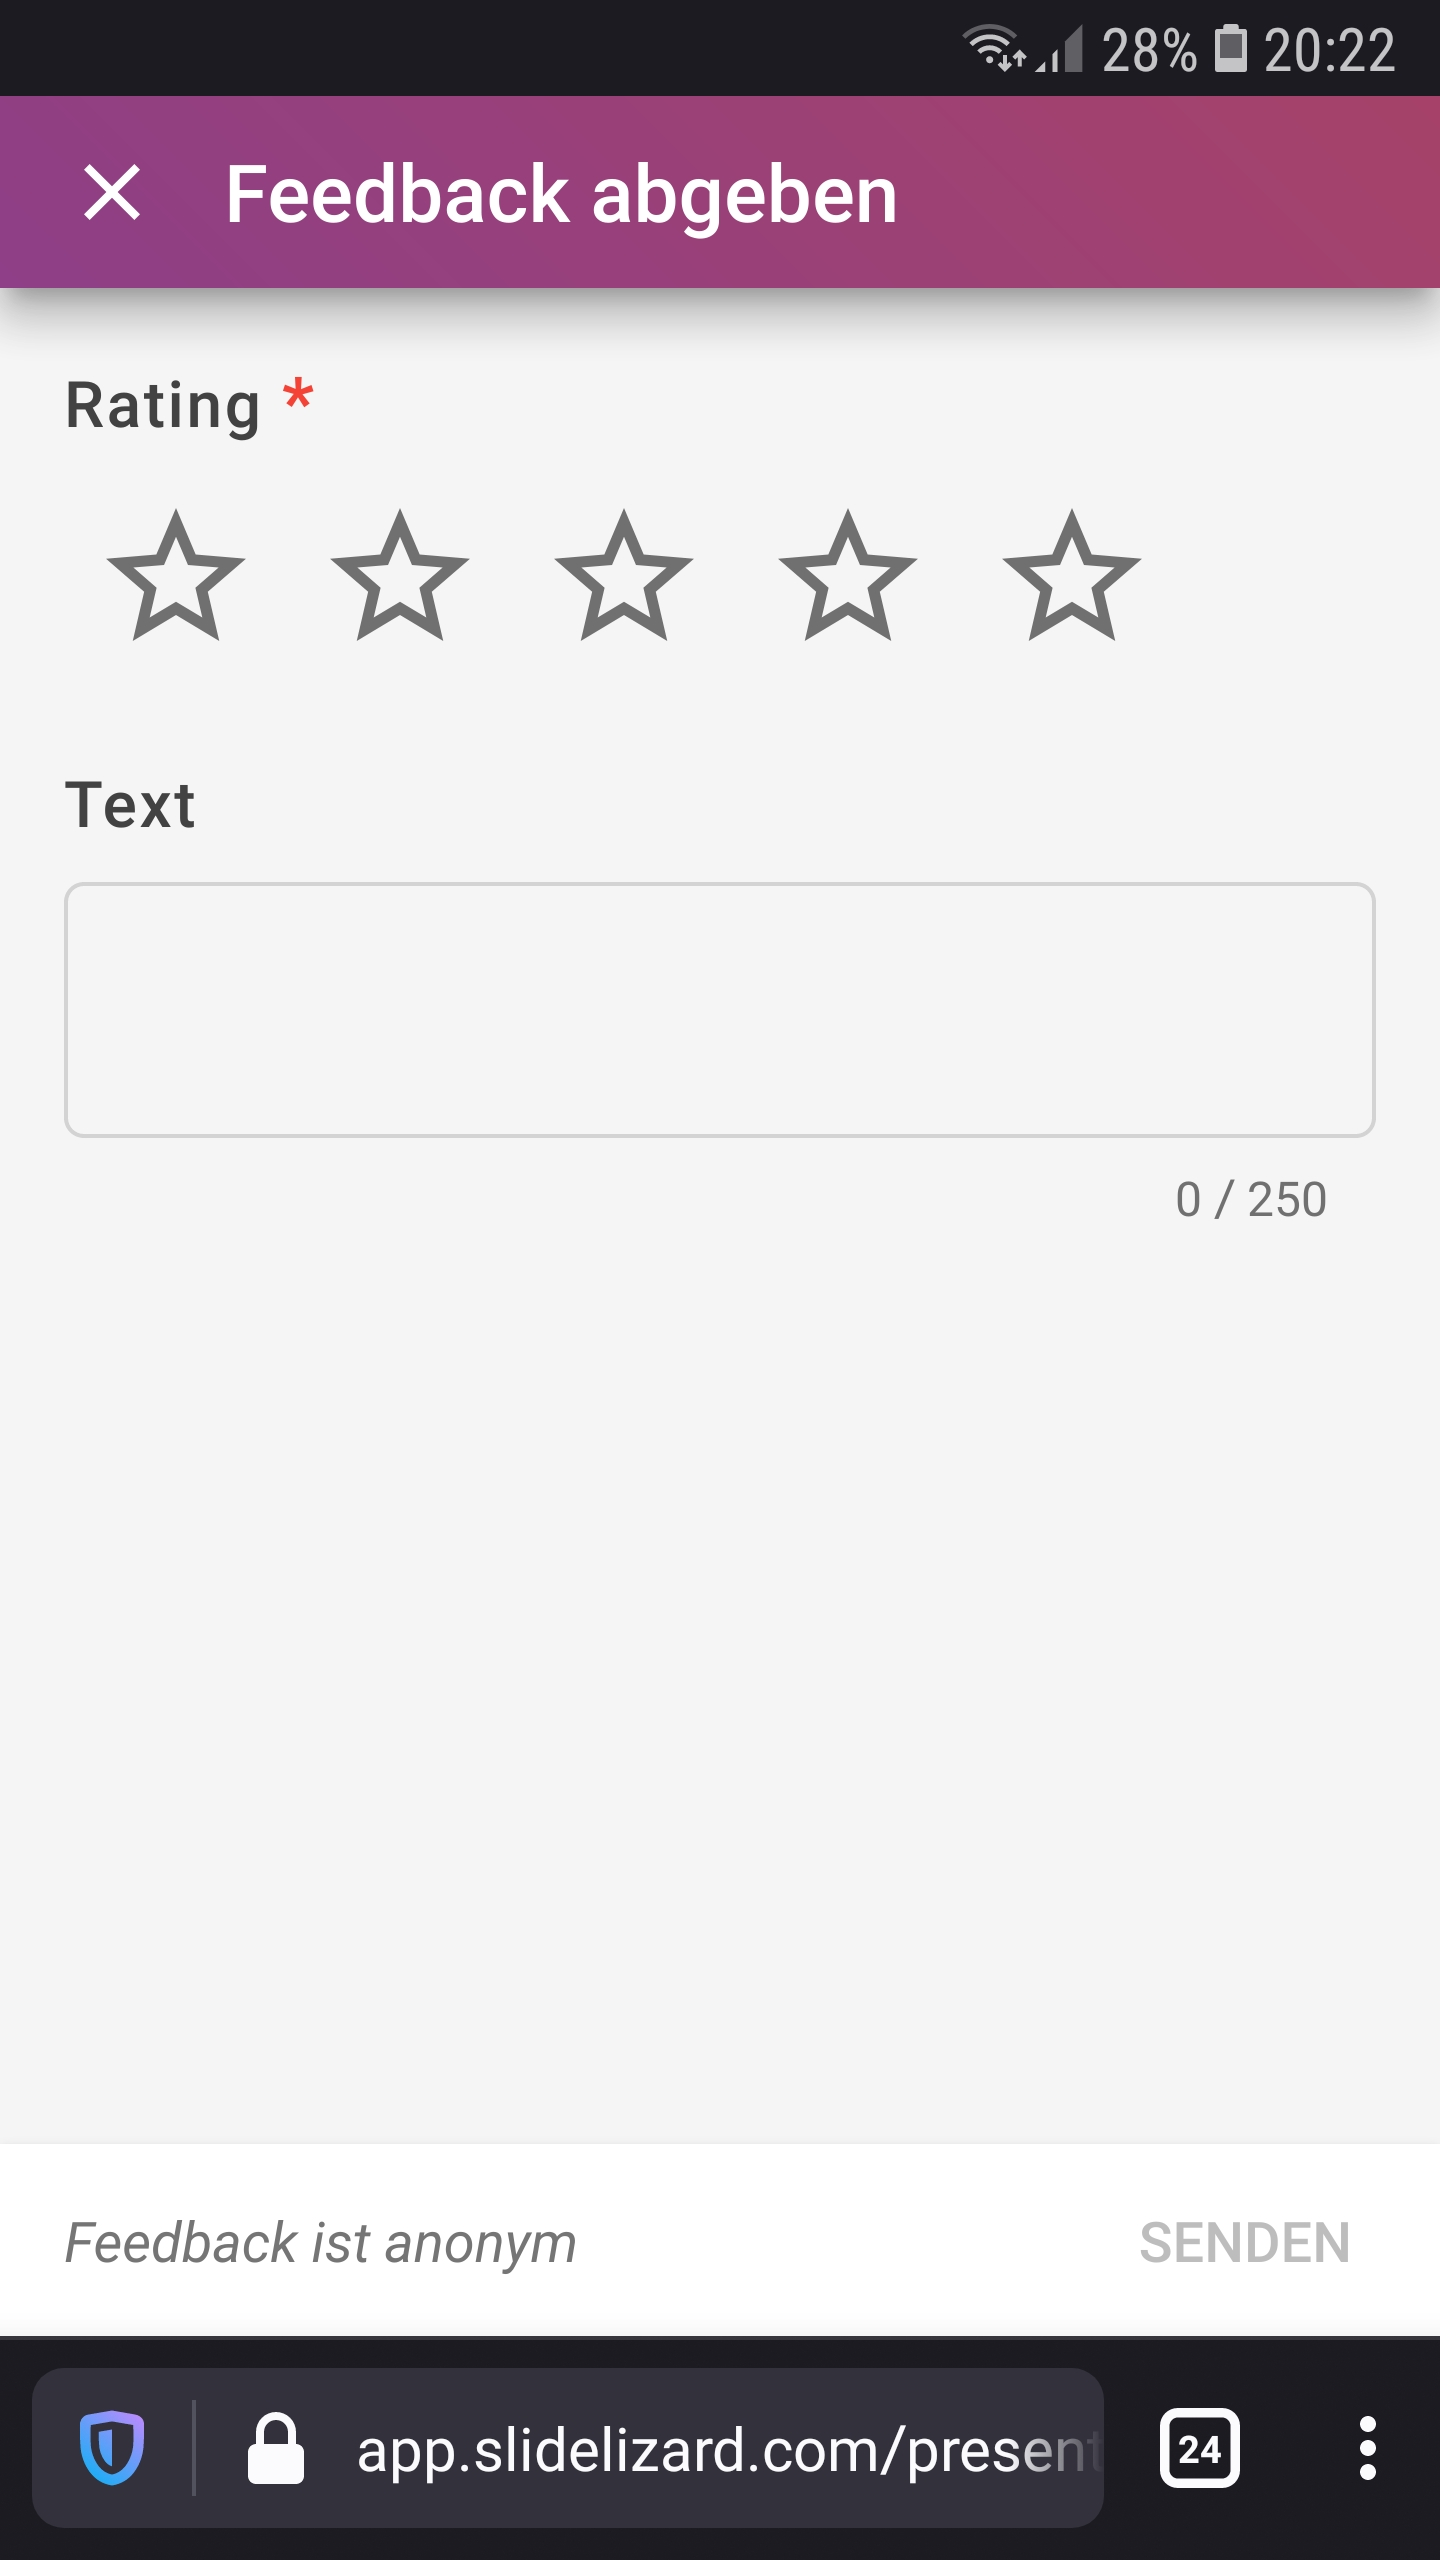 28% 20:22
Feedback abgeben
Rating *
Text
0 / 250
Feedback ist anonym
SENDEN
app.slidelizard.com/present
24